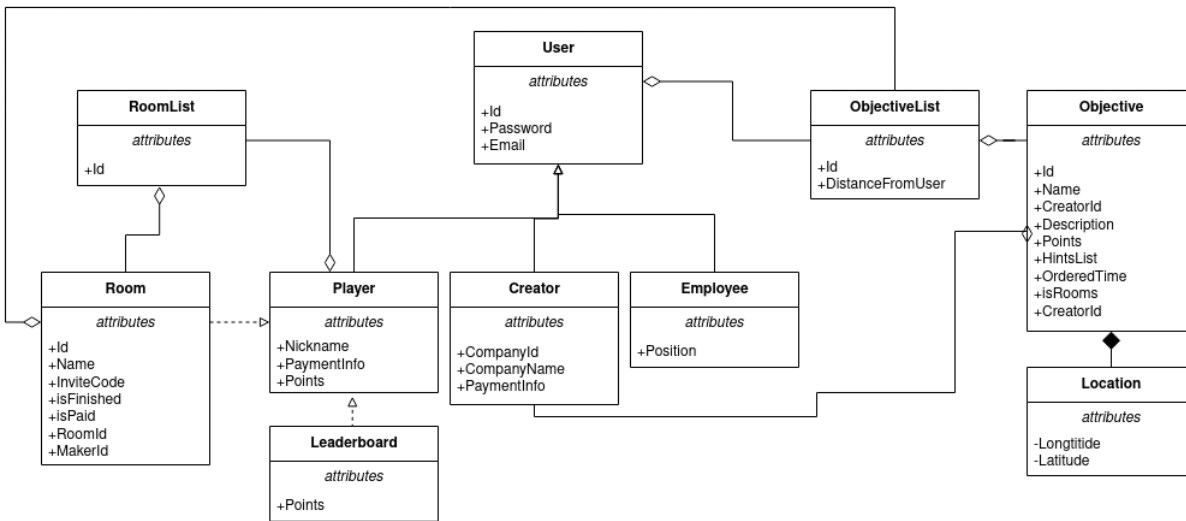 User
attributes
+Id
+Password
+Email
RoomList
attributes
+Id
ObjectiveList
attributes
+Id
+DistanceFromUser
Objective
attributes
+Id
+Name
+CreatorId
+Description
+Points
+HintsList
+OrderedTime
+isRooms
+CreatorId
Room
attributes
+Id
+Name
+InviteCode
+isFinished
+isPaid
+RoomId
+MakerId
Player
attributes
+Nickname
+PaymentInfo
+Points
Creator
attributes
+CompanyId
+CompanyName
+PaymentInfo
Employee
attributes
+Position
Location
attributes
-Longtitide
-Latitude
Leaderboard
attributes
+Points